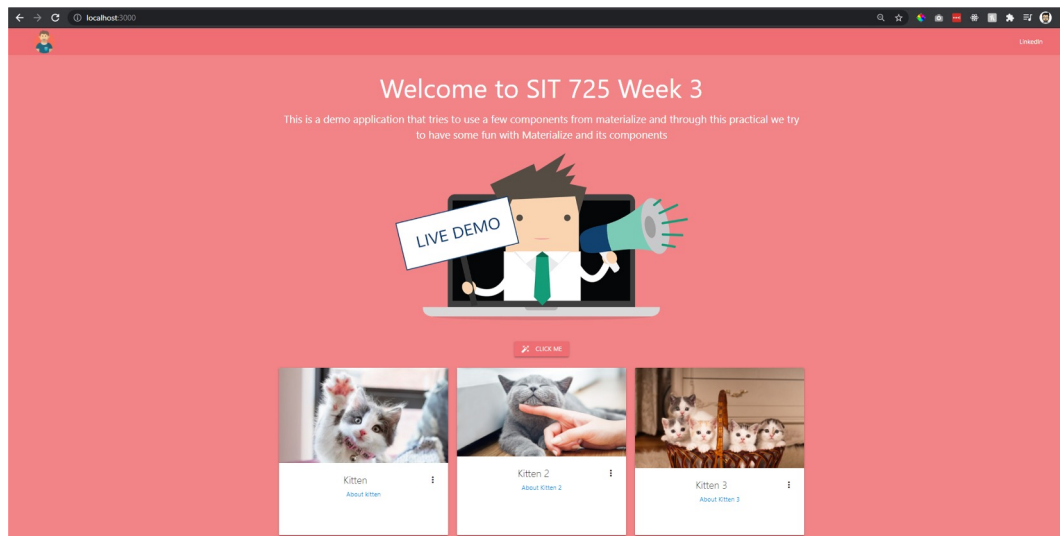 localhost:3000
Linkedin
Welcome to SIT 725 Week 3
This is a demo application that tries to use a few components from materialize and through this practical we try
to have some fun with Materialize and its components
LIVE DEMO
CLICK ME
Kitten
About kitten
Kitten 2
About Kitten 2
Kitten 3
About Kitten 3